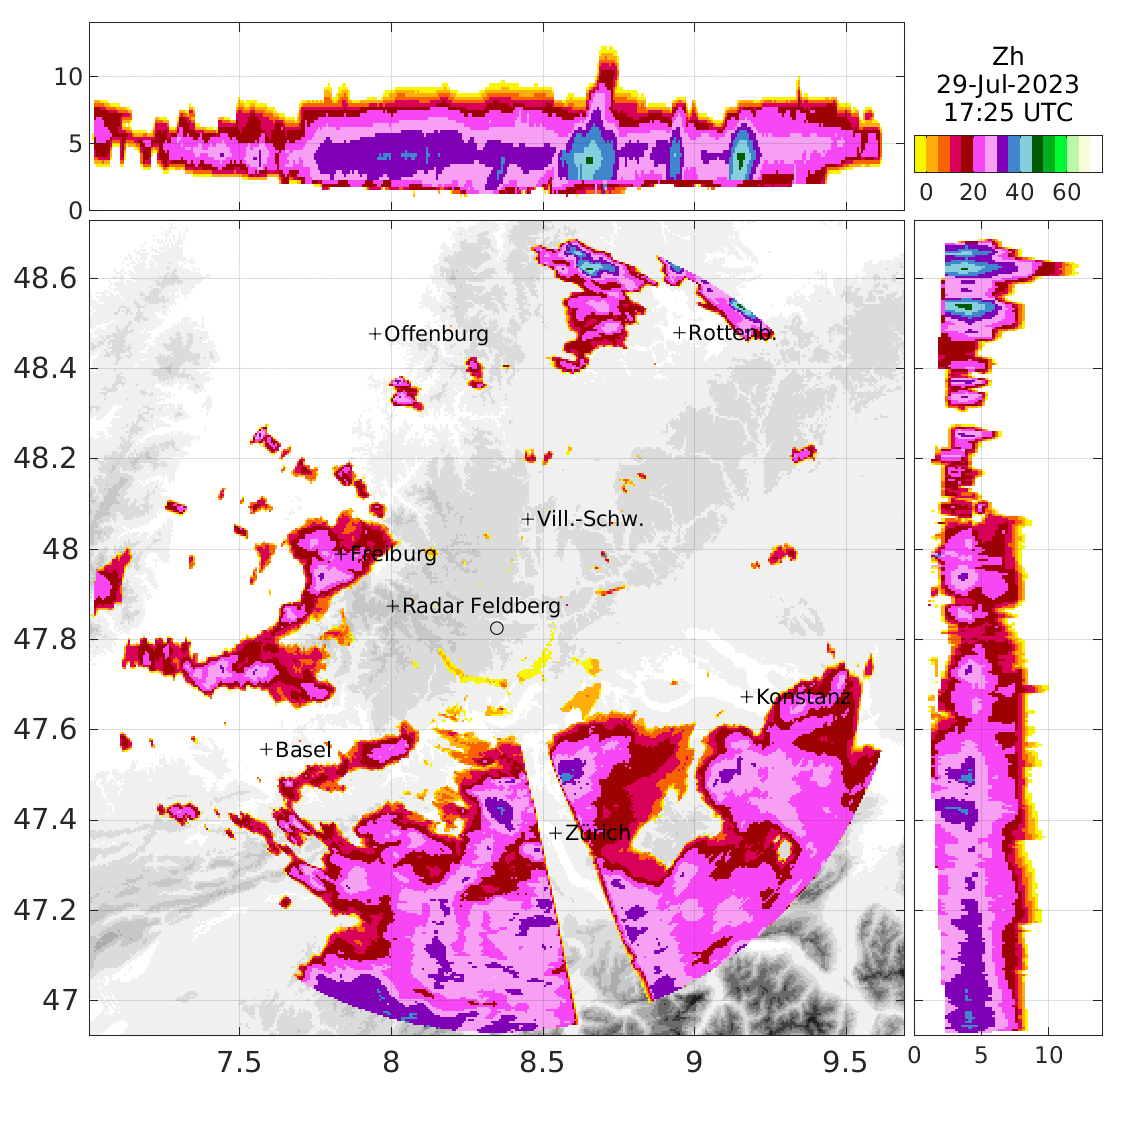 10
5
0
Zh
29-Jul-2023
17:25 UTC
0 20 40 60
48.6
48.4
48.2
48
47.8
47.6
47.4
47.2
47
+Offenburg
+Rottenb.
+Vill.-Schw.
+Freiburg
+Radar Feldberg
+Konstanz
+Basel
+Zürich
7.5 8 8.5 9 9.5
0 5 10